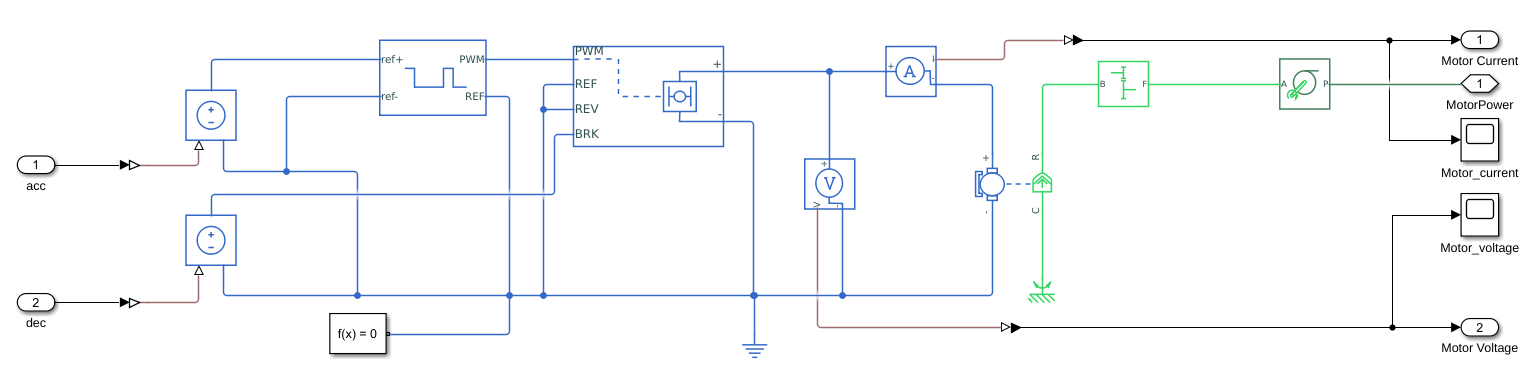 1
acc
2
dec
+
−
+
−
ref+
ref-
PWM
REF
f(x) = 0
PWM
REF
REV
BRK
+
-
+
A
I
-
+
V
V
-
+
-
R
C
B
F
A
P
1
Motor Current
1
MotorPower
Motor_current
Motor_voltage
2
Motor Voltage